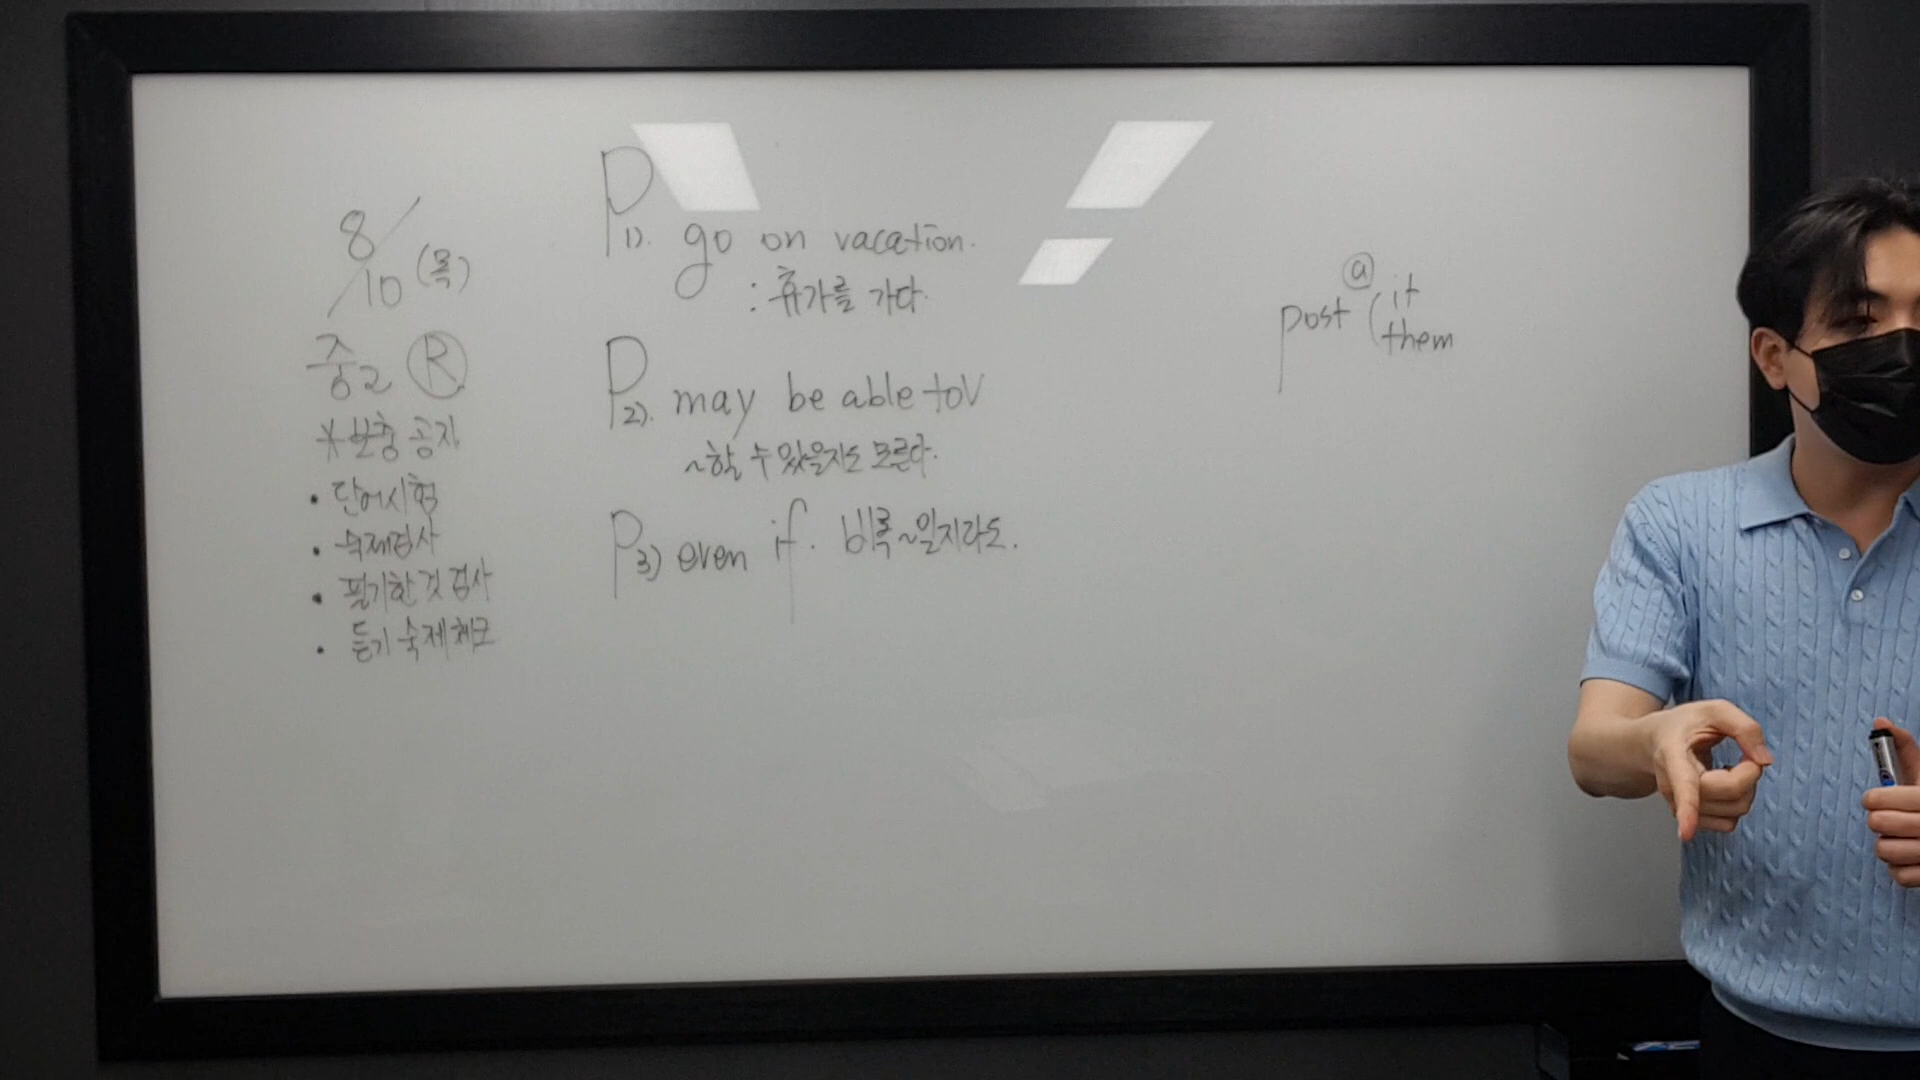 8/10 (목)
중2 Ⓡ
* 보충 공지
• 단어시험
• 숙제검사
• 필기한것 검사
• 듣기 숙제 체크
P1). go on vacation.
: 휴가를 가다.
P2). may be able to V
~할 수 있을지도 모른다.
P3) even if. 비록~일지라도.
ⓐ
post ( it
them